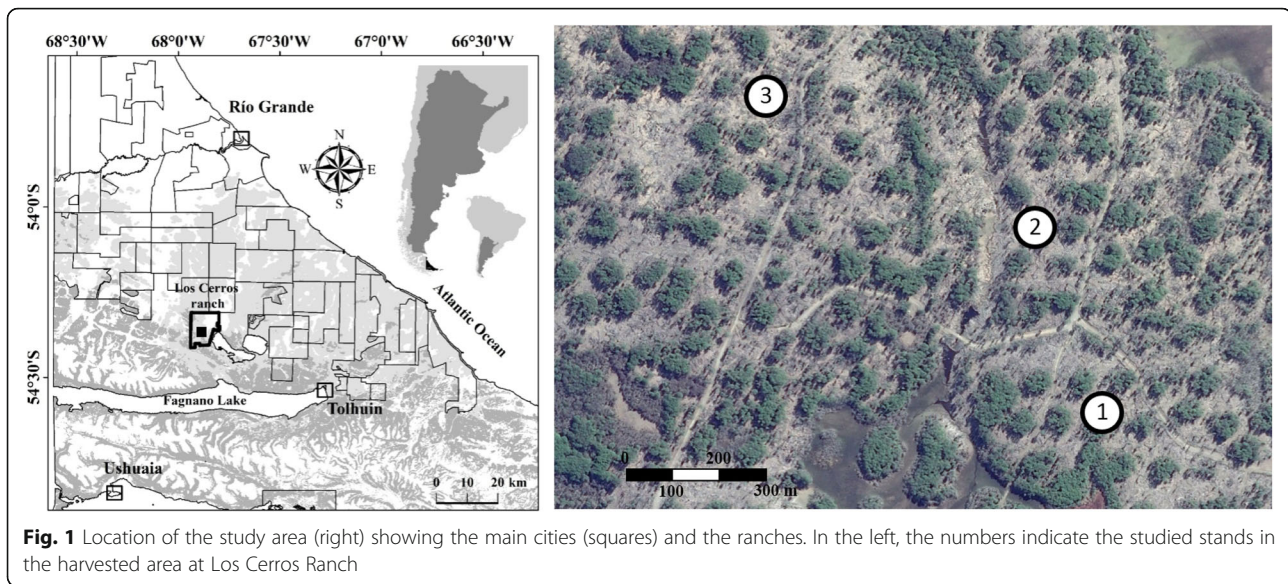 68°30'W 68°0'W 67°30'W 67°0'W 66°30'W
Río Grande
N
W E
S
54°0'S
Los Cerros
ranch
Atlantic Ocean
54°30'S
Fagnano Lake
Tolhuin
Ushuaia
0 10 20 km
3
2
1
0 200
100 300 m
Fig. 1 Location of the study area (right) showing the main cities (squares) and the ranches. In the left, the numbers indicate the studied stands in
the harvested area at Los Cerros Ranch